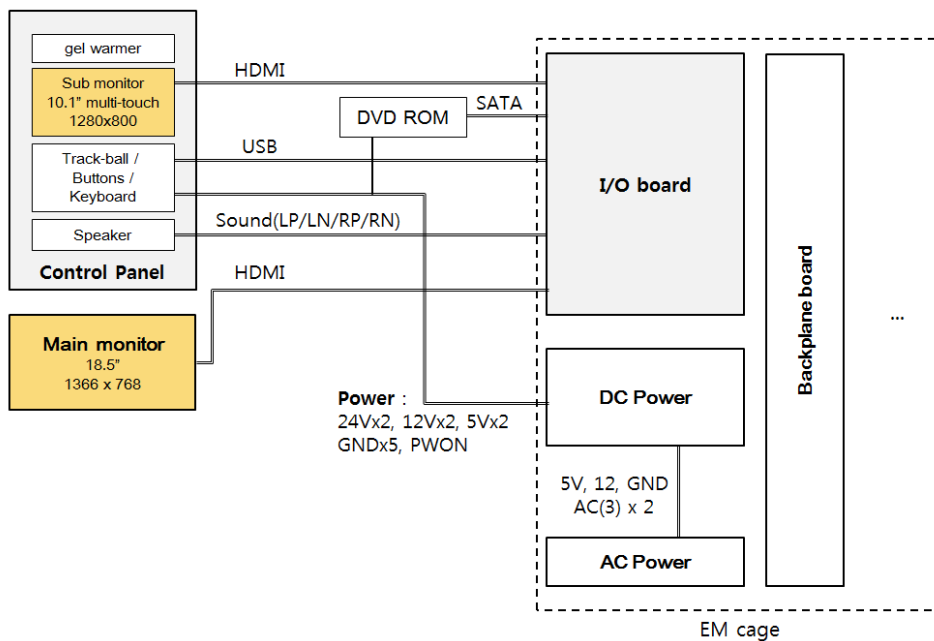 gel warmer
Sub monitor
10.1" multi-touch
1280x800
Track-ball /
Buttons /
Keyboard
Speaker
Control Panel
Main monitor
18.5"
1366 x 768
HDMI
DVD ROM
SATA
USB
Sound(LP/LN/RP/RN)
HDMI
Power :
24Vx2, 12Vx2, 5Vx2
GNDx5, PWON
I/O board
DC Power
5V, 12, GND
AC(3) x 2
AC Power
Backplane board
...
EM cage